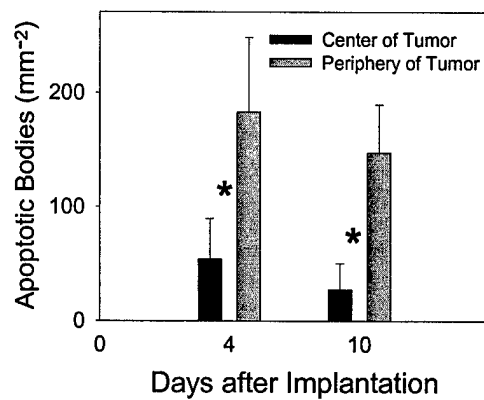 Apoptotic Bodies (mm⁻²)
Center of Tumor
Periphery of Tumor
200
100
0
*
*
0 4 10
Days after Implantation